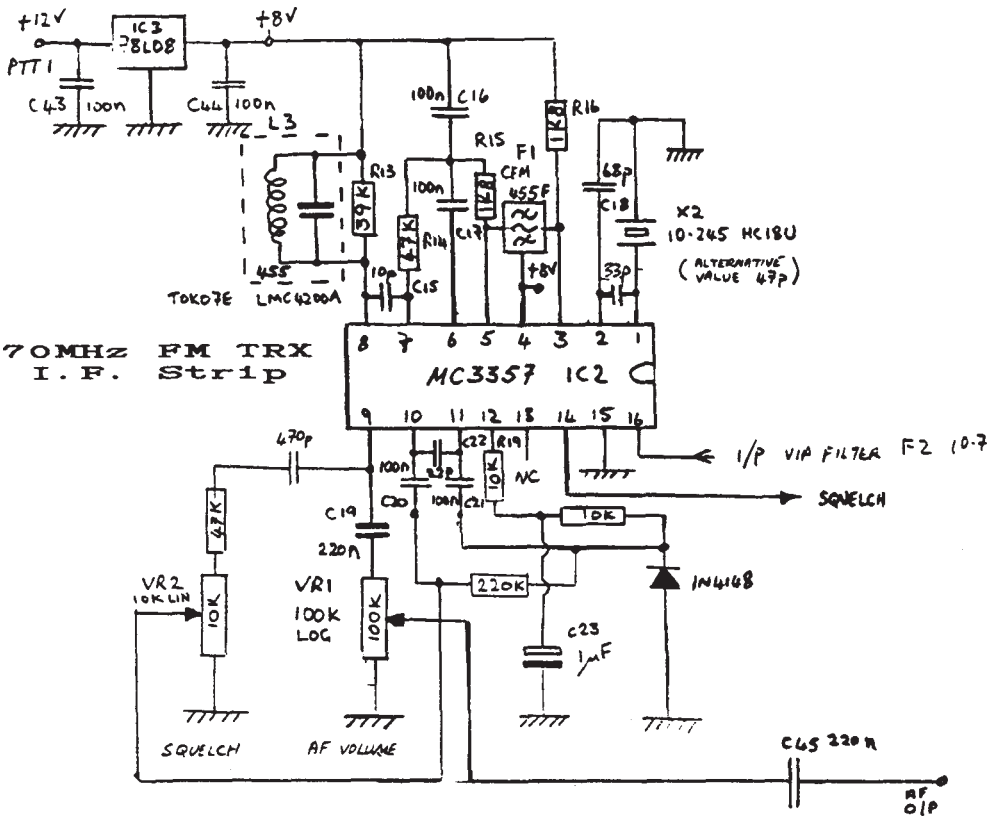 +12V
IC3
78L08
+8V
PTT1
C43 100n
C44 100n
L3
R13
39K
455
TOKO7E LMC4200A
10p
C15
47K
R14
100n
C16
100n
C17
R15
1K8
F1
CFM
455F
+8V
1K8
R16
68p
C18
33p
X2
10·245 HC18U
(ALTERNATIVE
VALUE 47p)
8 7 6 5 4 3 2 1
MC3357 IC2
9 10 11 12 13 14 15 16
70MHz FM TRX
I.F. Strip
470p
47K
VR2
10K LIN
10K
SQUELCH
C19
220n
VR1
100K
LOG
100K
AF VOLUME
100n
C20
C22
22p
100n
C21
R19
10K
NC
I/P VIA FILTER F2 10.7
SQUELCH
10K
220K
1N4148
C23
1µF
C45 220n
AF
O/P